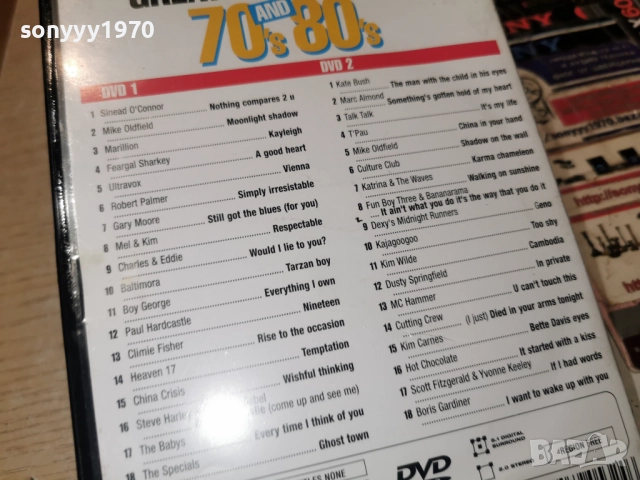 sonyyy1970
70's AND 80's
DVD 1
1 Sinead O'Connor Nothing compares 2 u
2 Mike Oldfield Moonlight shadow
3 Marillion Kayleigh
4 Feargal Sharkey A good heart
5 Ultravox Vienna
6 Robert Palmer Simply irresistable
7 Gary Moore Still got the blues (for you)
8 Mel & Kim Respectable
9 Charles & Eddie Would I lie to you?
10 Baltimora Tarzan boy
11 Boy George Everything I own
12 Paul Hardcastle Nineteen
13 Climie Fisher Rise to the occasion
14 Heaven 17 Temptation
15 China Crisis Wishful thinking
16 Steve Harl (come up and see me)
17 The Babys Every time I think of you
18 The Specials Ghost town
DVD 2
1 Kate Bush The man with the child in his eyes
2 Marc Almond Something's gotten hold of my heart
3 Talk Talk It's my life
4 T'Pau China in your hand
5 Mike Oldfield Shadow on the wall
6 Culture Club Karma chameleon
7 Katrina & The Waves Walking on sunshine
8 Fun Boy Three & Bananarama
It ain't what you do it's the way that you do it
9 Dexy's Midnight Runners Geno
10 Kajagoogoo Too shy
11 Kim Wilde Cambodia
12 Dusty Springfield In private
13 MC Hammer U can't touch this
14 Cutting Crew (I just) Died in your arms tonight
15 Kim Carnes Bette Davis eyes
16 Hot Chocolate It started with a kiss
17 Scott Fitzgerald & Yvonne Keeley If I had words
18 Boris Gardiner I want to wake up with you
NONE
DVD
5.1 DIGITAL
SURROUND
2.0 STEREO
REGION FREE
BAZAR